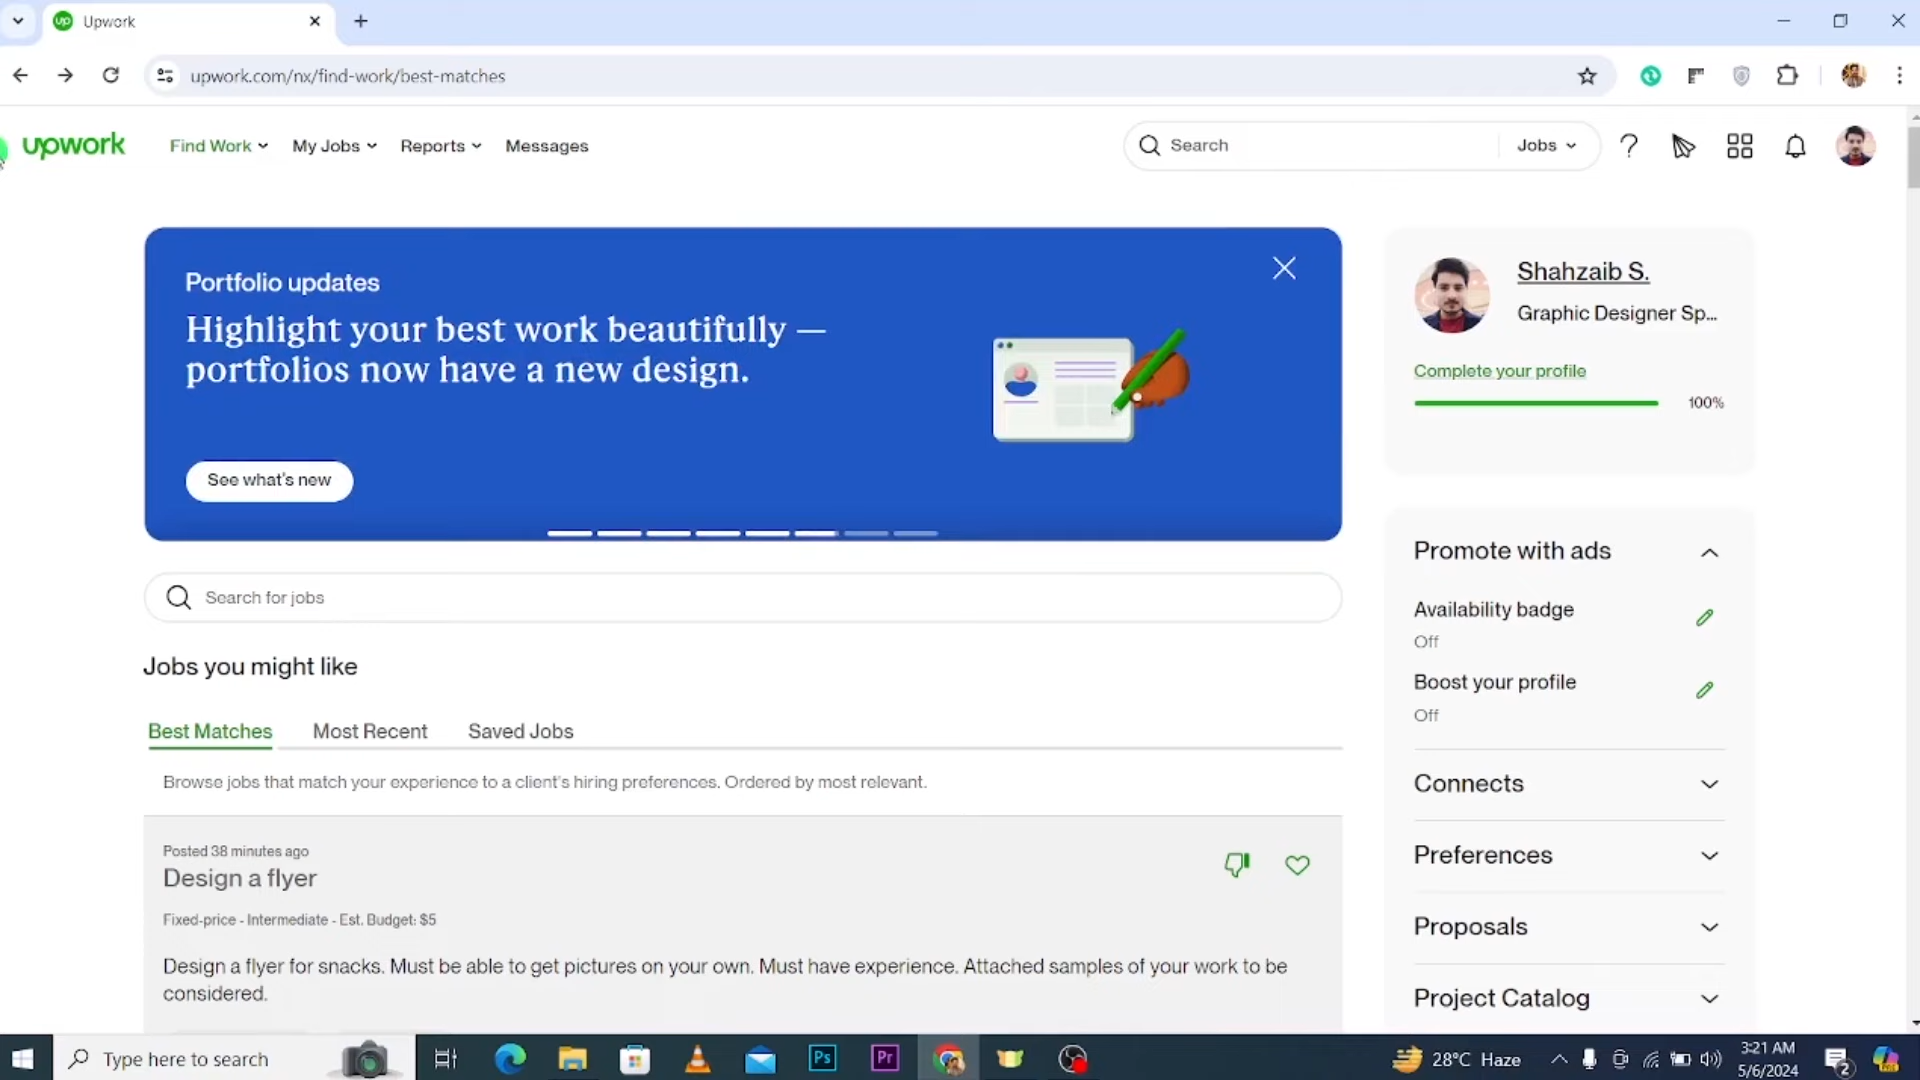 Upwork
upwork.com/nx/find-work/best-matches
upwork
Find Work
My Jobs
Reports
Messages
Search
Jobs
Portfolio updates
Highlight your best work beautifully —
portfolios now have a new design.
See what's new
Shahzaib S.
Graphic Designer Sp...
Complete your profile
100%
Search for jobs
Promote with ads
Availability badge
Off
Boost your profile
Off
Connects
Preferences
Proposals
Project Catalog
Jobs you might like
Best Matches
Most Recent
Saved Jobs
Browse jobs that match your experience to a client's hiring preferences. Ordered by most relevant.
Posted 38 minutes ago
Design a flyer
Fixed-price - Intermediate - Est. Budget: $5
Design a flyer for snacks. Must be able to get pictures on your own. Must have experience. Attached samples of your work to be
considered.
Type here to search
Ps
Pr
28°C Haze
3:21 AM
5/6/2024
2